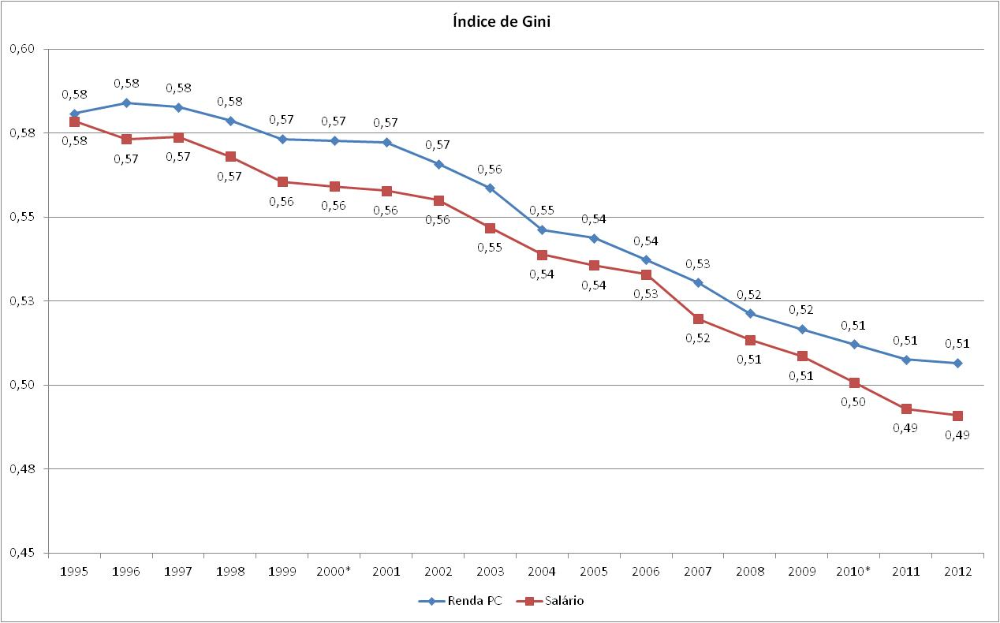 Índice de Gini
0,60
0,58
0,55
0,53
0,50
0,48
0,45
0,58 0,58 0,58 0,58 0,57 0,57 0,57 0,57 0,56 0,55 0,54 0,54 0,53 0,52 0,52 0,51 0,51 0,51
0,58 0,57 0,57 0,57 0,56 0,56 0,56 0,56 0,55 0,54 0,54 0,53 0,52 0,51 0,51 0,50 0,49 0,49
1995 1996 1997 1998 1999 2000* 2001 2002 2003 2004 2005 2006 2007 2008 2009 2010* 2011 2012
Renda PC Salário